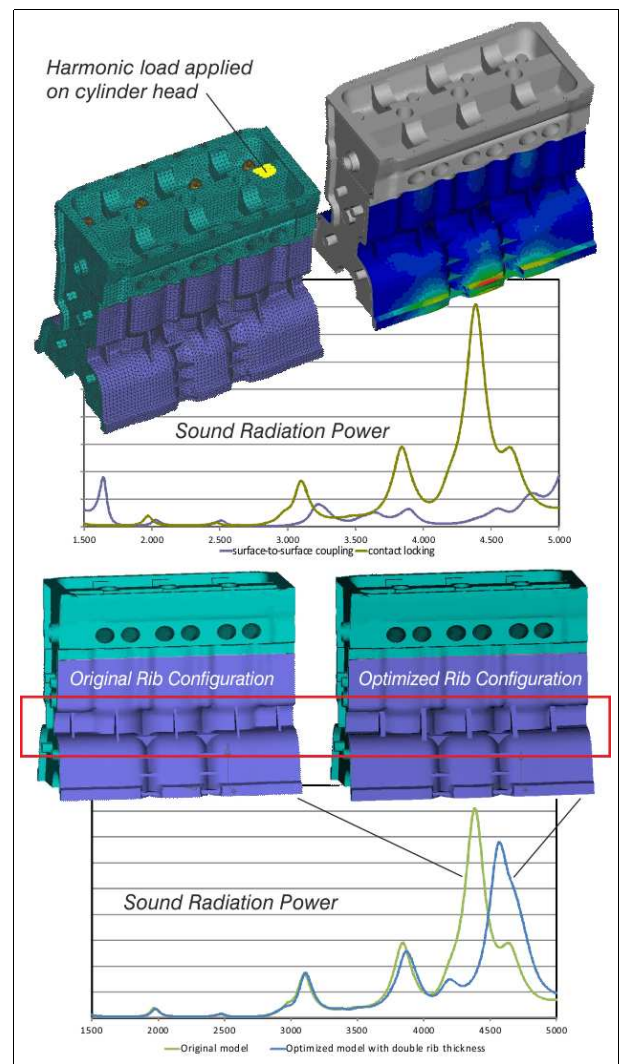 Harmonic load applied
on cylinder head
Sound Radiation Power
1.500 2.000 2.500 3.000 3.500 4.000 4.500 5.000
surface-to-surface coupling contact locking
Original Rib Configuration
Optimized Rib Configuration
Sound Radiation Power
1500 2000 2500 3000 3500 4000 4500 5000
Original model Optimized model with double rib thickness